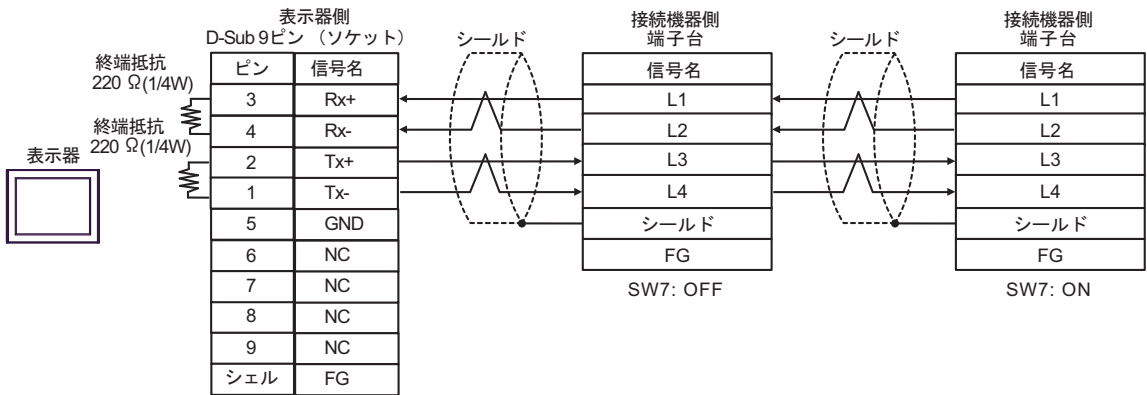 表示器側
D-Sub 9ピン （ソケット）
ピン 信号名
3 Rx+
4 Rx-
2 Tx+
1 Tx-
5 GND
6 NC
7 NC
8 NC
9 NC
シェル FG
終端抵抗
220 Ω(1/4W)
終端抵抗
220 Ω(1/4W)
表示器
シールド
接続機器側
端子台
信号名
L1
L2
L3
L4
シールド
FG
SW7: OFF
シールド
接続機器側
端子台
信号名
L1
L2
L3
L4
シールド
FG
SW7: ON